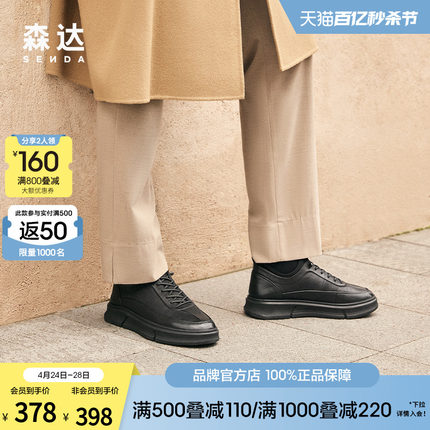 森达
SENDA
天猫百亿秒杀节
分享2人领
¥160
满800叠减
大额优惠券
此款参与实付满500
返50
限量1000名
4月24日-28日
会员到手价
¥378
非会员到手价
¥398
品牌官方店 100%正品保障
满500叠减110/满1000叠减220
*下拉
详情入会!